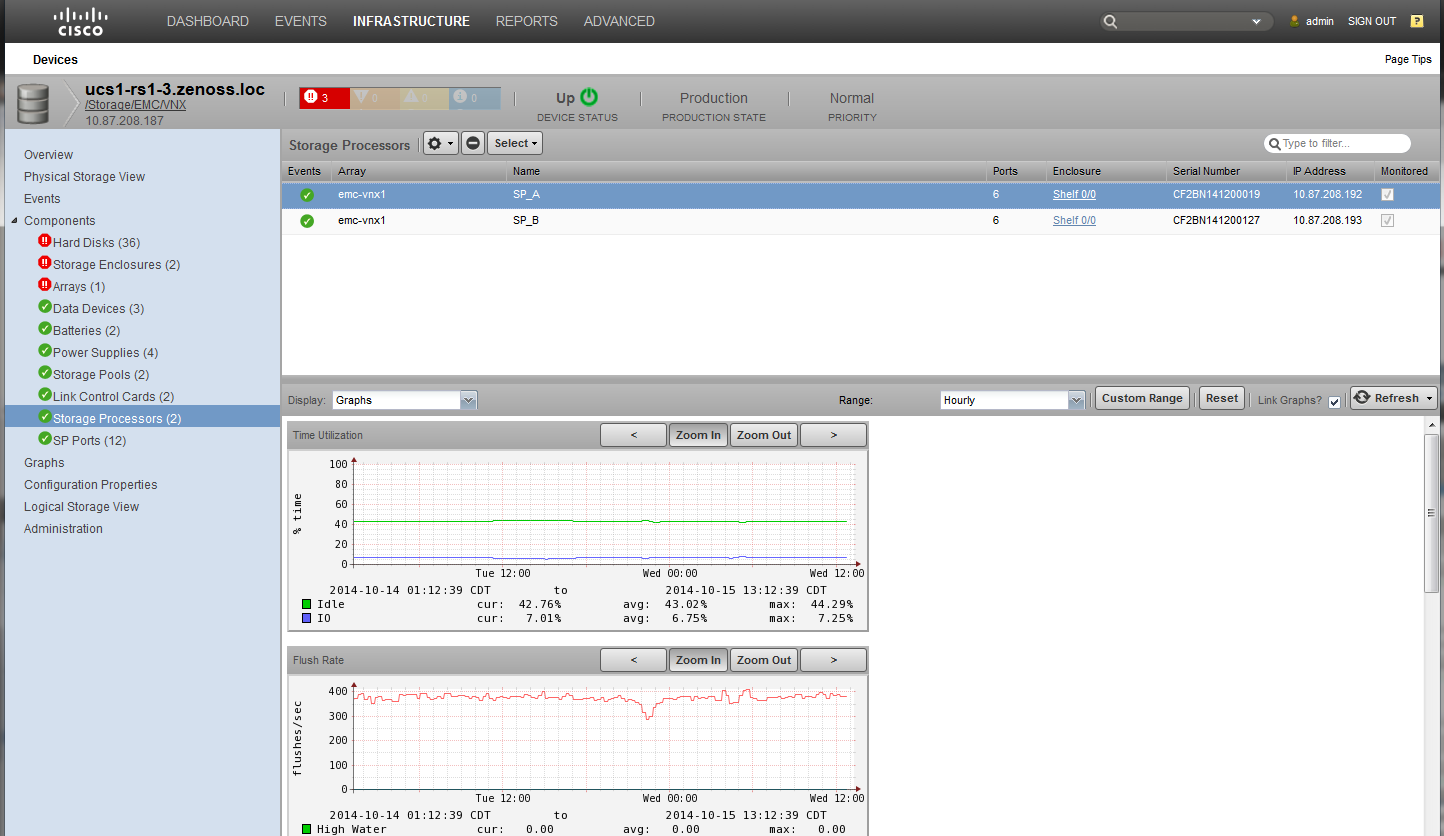 CISCO DASHBOARD EVENTS INFRASTRUCTURE REPORTS ADVANCED admin SIGN OUT ?
Devices Page Tips
ucs1-rs1-3.zenoss.loc
/Storage/EMC/VNX
10.87.208.187
3 0 0 0
Up Production Normal
DEVICE STATUS PRODUCTION STATE PRIORITY
Overview
Physical Storage View
Events
Components
Hard Disks (36)
Storage Enclosures (2)
Arrays (1)
Data Devices (3)
Batteries (2)
Power Supplies (4)
Storage Pools (2)
Link Control Cards (2)
Storage Processors (2)
SP Ports (12)
Graphs
Configuration Properties
Logical Storage View
Administration
Storage Processors Select Type to filter...
Events Array Name Ports Enclosure Serial Number IP Address Monitored
emc-vnx1 SP_A 6 Shelf 0/0 CF2BN141200019 10.87.208.192
emc-vnx1 SP_B 6 Shelf 0/0 CF2BN141200127 10.87.208.193
Display: Graphs Range: Hourly Custom Range Reset Link Graphs? Refresh
Time Utilization < Zoom In Zoom Out >
% time
100
80
60
40
20
0
Tue 12:00 Wed 00:00 Wed 12:00
2014-10-14 01:12:39 CDT to 2014-10-15 13:12:39 CDT
Idle cur: 42.76% avg: 43.02% max: 44.29%
IO cur: 7.01% avg: 6.75% max: 7.25%
Flush Rate < Zoom In Zoom Out >
flushes/sec
400
300
200
100
0
Tue 12:00 Wed 00:00 Wed 12:00
2014-10-14 01:12:39 CDT to 2014-10-15 13:12:39 CDT
High Water cur: 0.00 avg: 0.00 max: 0.00